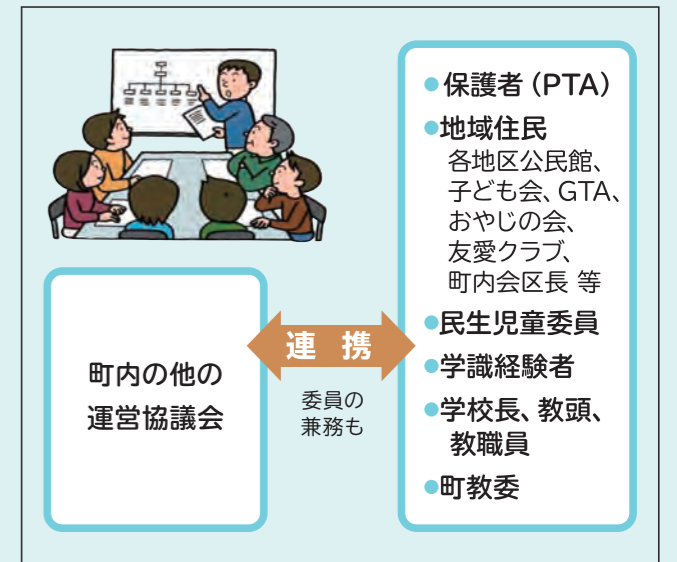 ●保護者（PTA）
●地域住民
各地区公民館、
子ども会、GTA、
おやじの会、
友愛クラブ、
町内会区長 等
●民生児童委員
●学識経験者
●学校長、教頭、
教職員
●町教委
連 携
委員の
兼務も
町内の他の
運営協議会